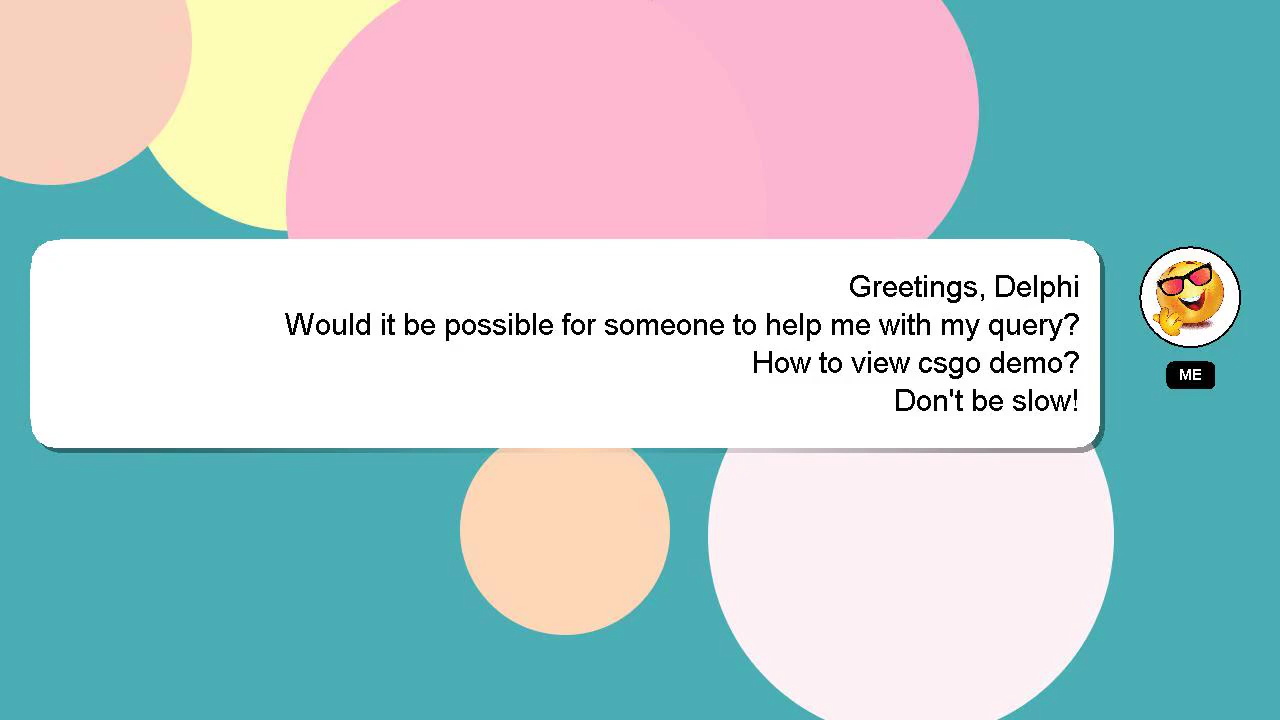 Greetings, Delphi
Would it be possible for someone to help me with my query?
How to view csgo demo?
Don't be slow!
ME